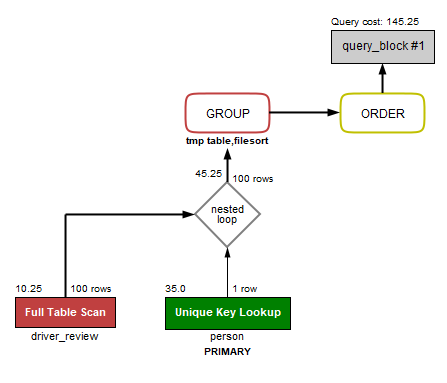 Query cost: 145.25
query_block #1
GROUP
ORDER
tmp table,filesort
45.25
100 rows
nested
loop
10.25
100 rows
35.0
1 row
Full Table Scan
Unique Key Lookup
driver_review
person
PRIMARY